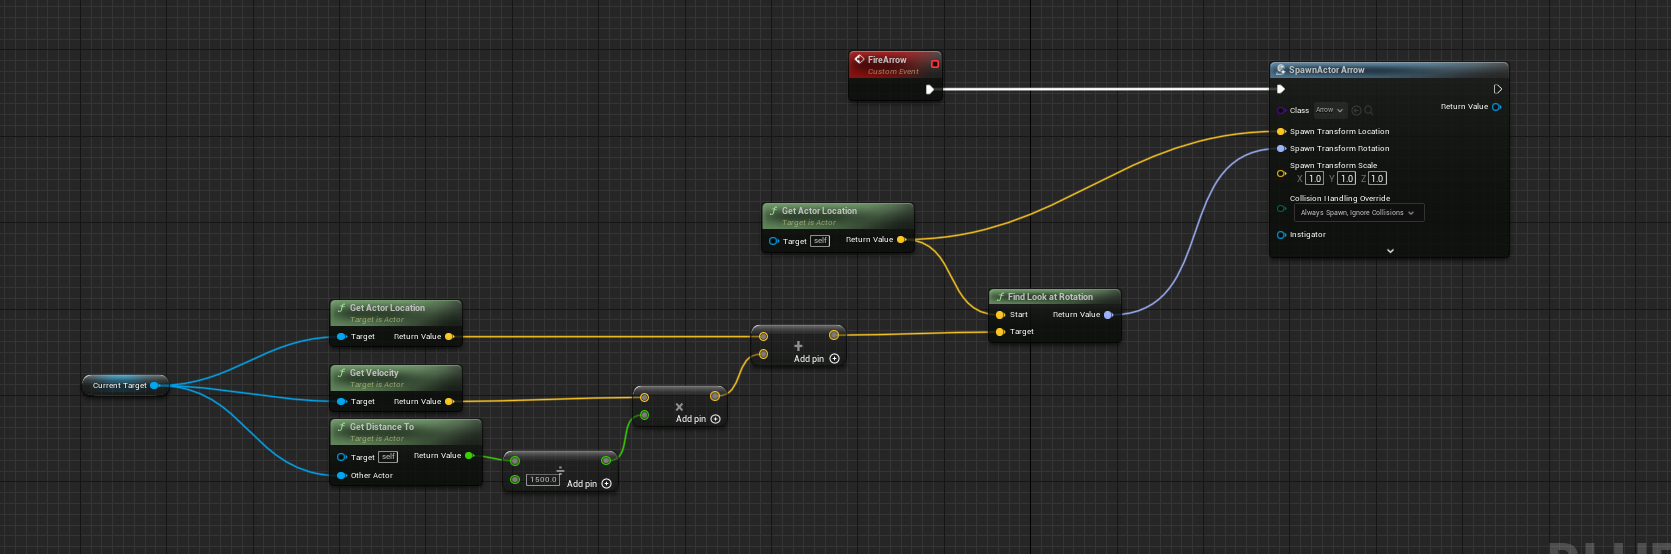 FireArrow
Custom Event
SpawnActor Arrow
Class Arrow
Return Value
Spawn Transform Location
Spawn Transform Rotation
Spawn Transform Scale
X 1.0 Y 1.0 Z 1.0
Collision Handling Override
Always Spawn, Ignore Collisions
Instigator
Get Actor Location
Target is Actor
Target self Return Value
Find Look at Rotation
Start Return Value
Target
Get Actor Location
Target is Actor
Target Return Value
+
Add pin
Current Target
Get Velocity
Target is Actor
Target Return Value
×
Add pin
Get Distance To
Target is Actor
Target self Return Value
Other Actor
÷
1500.0 Add pin